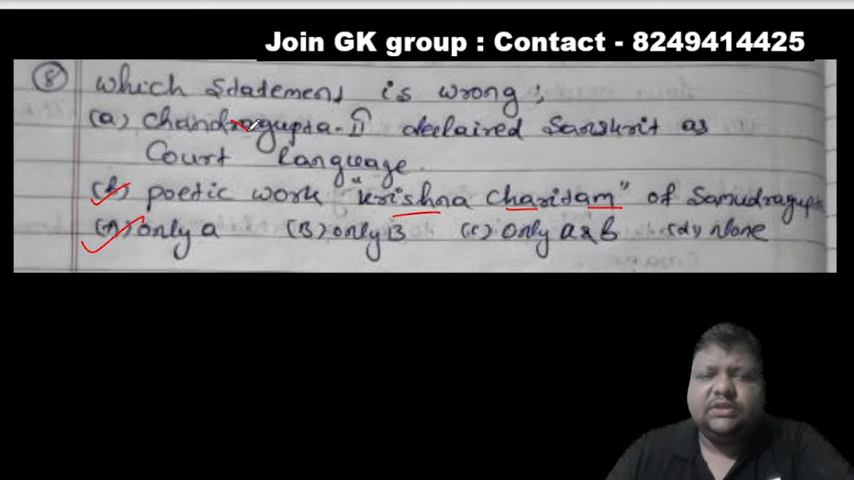 Join GK group : Contact - 8249414425
(8) which statement is wrong ;
(a) chandragupta-II declaired Sanskrit as
Court language.
(b) poetic work "Krishna Charitam" of Samudragupta
(A) only a (B) only B (c) only a & b (d) None